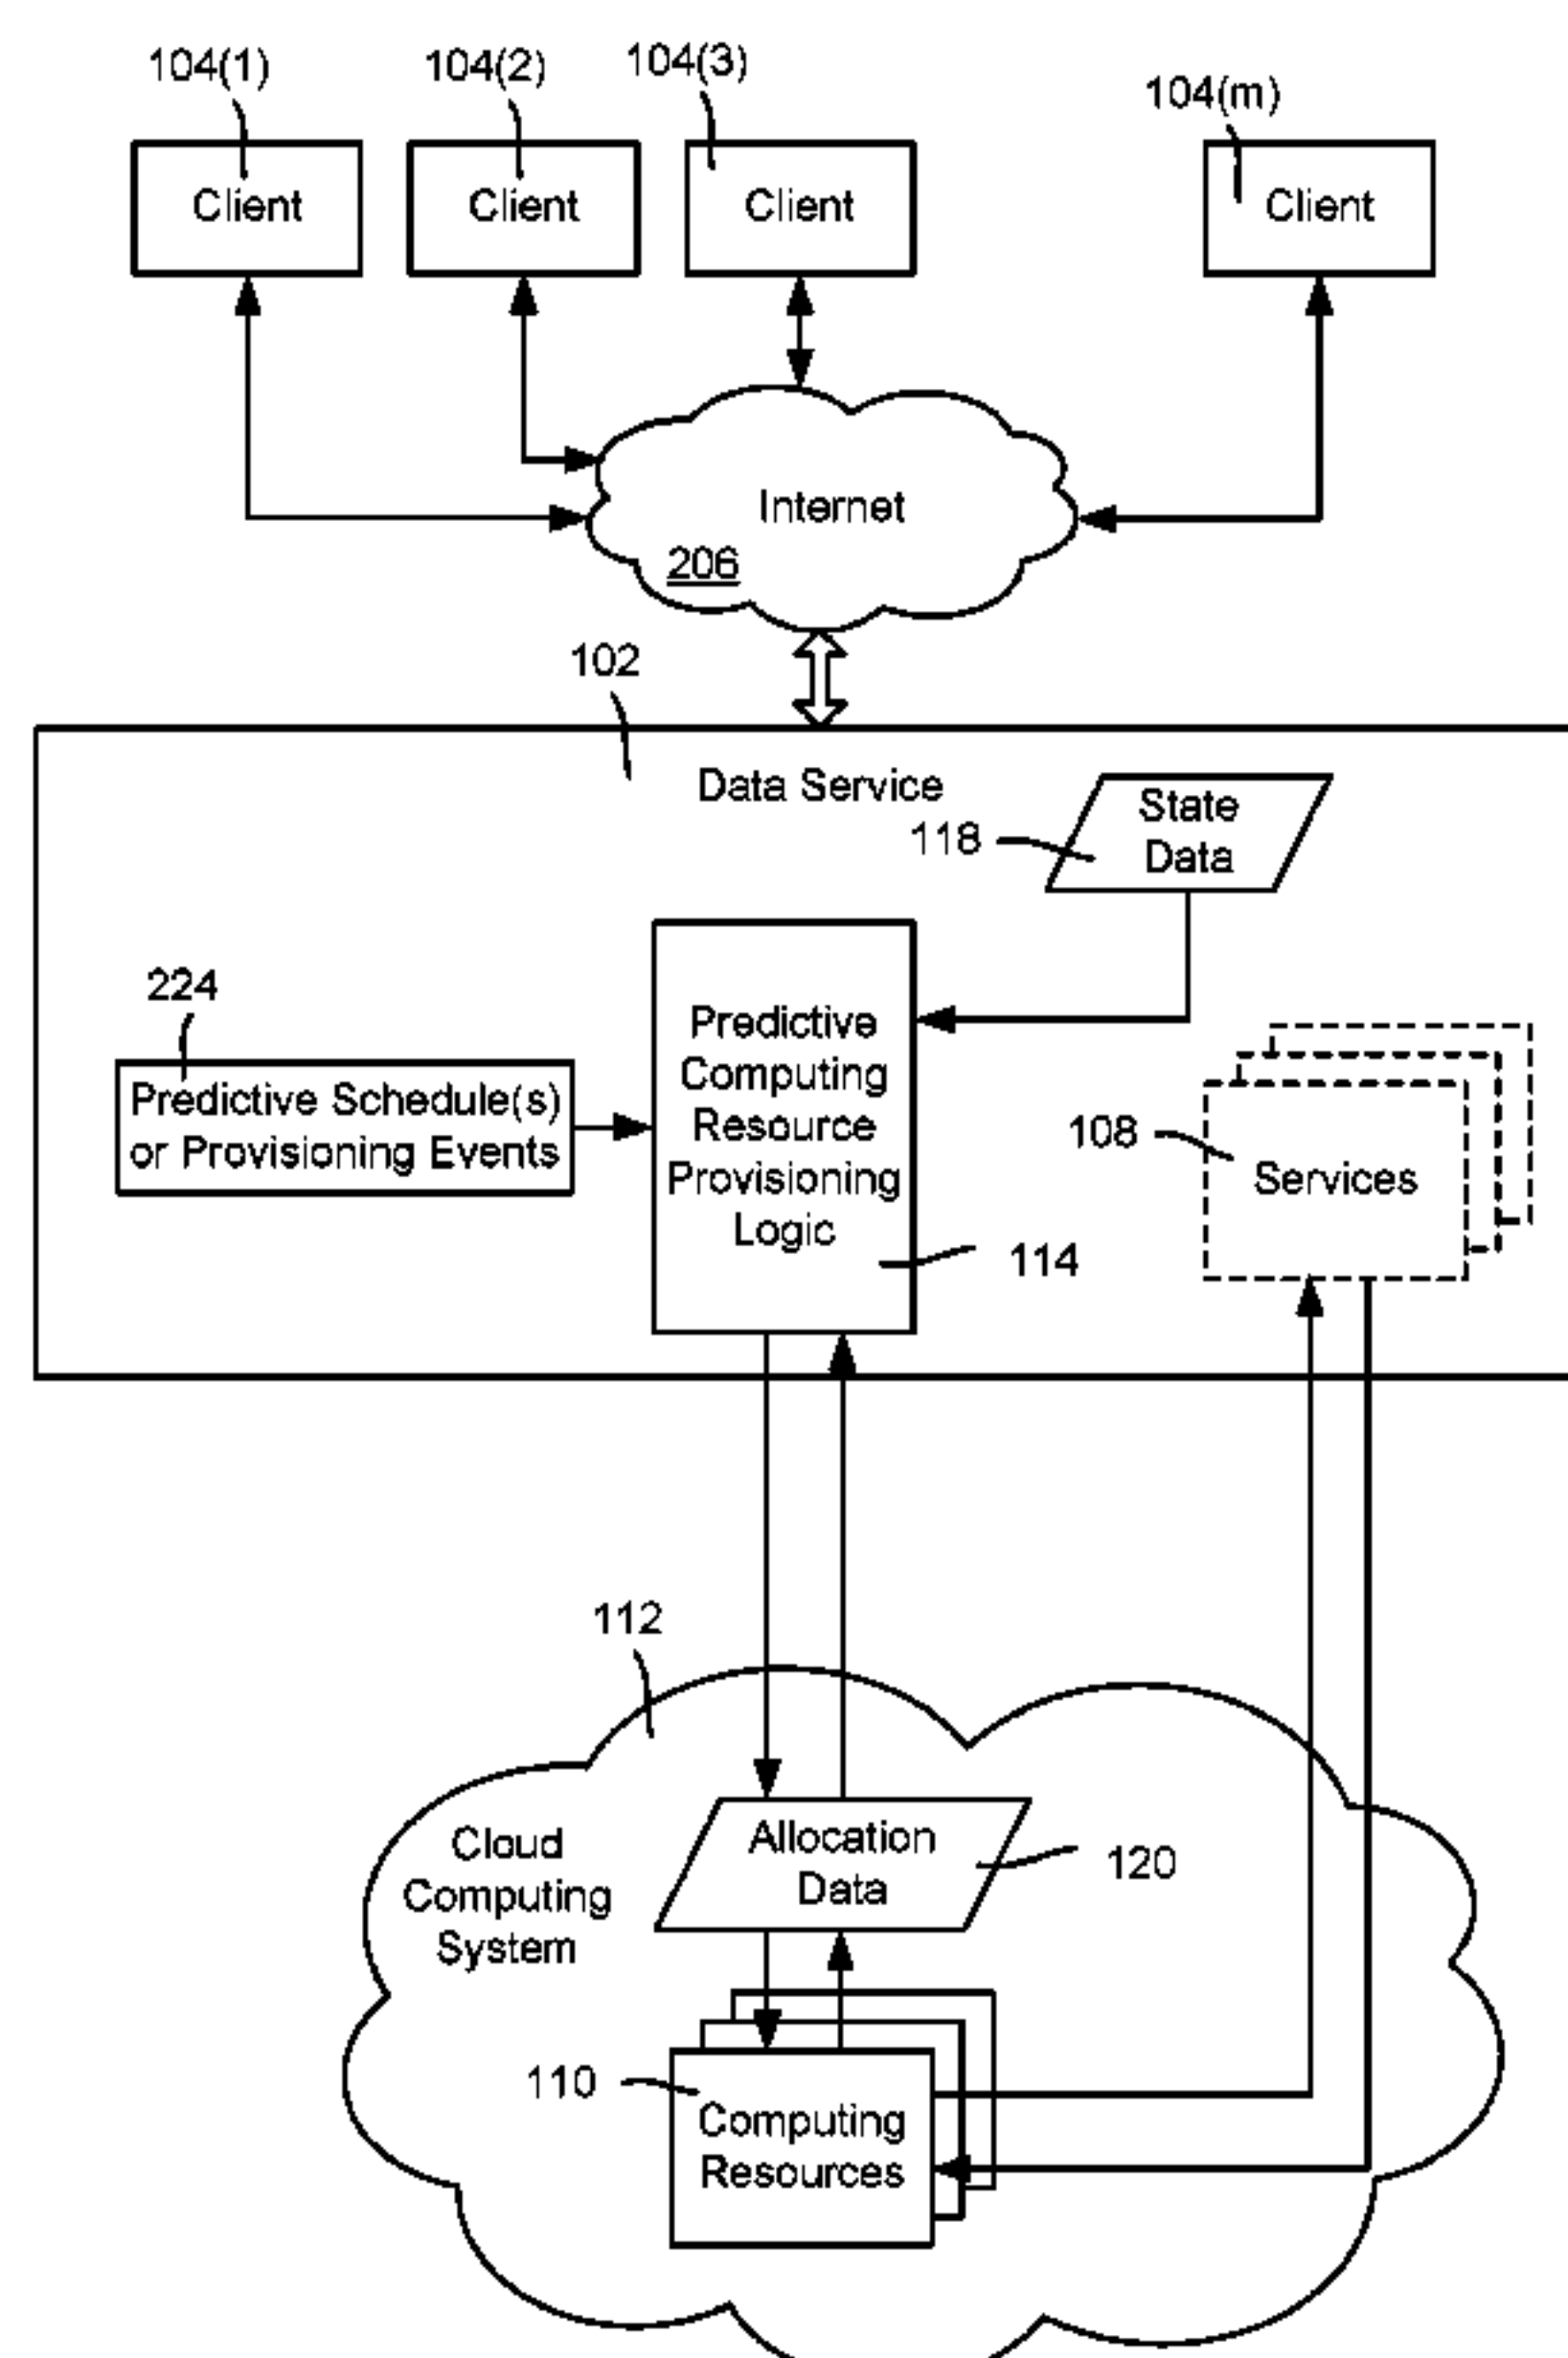 104(1)
104(2)
104(3)
104(m)
Client
Client
Client
Client
Internet
206
102
Data Service
State
Data
118
224
Predictive Schedule(s)
or Provisioning Events
Predictive
Computing
Resource
Provisioning
Logic
114
108
Services
112
Cloud
Computing
System
Allocation
Data
120
110
Computing
Resources